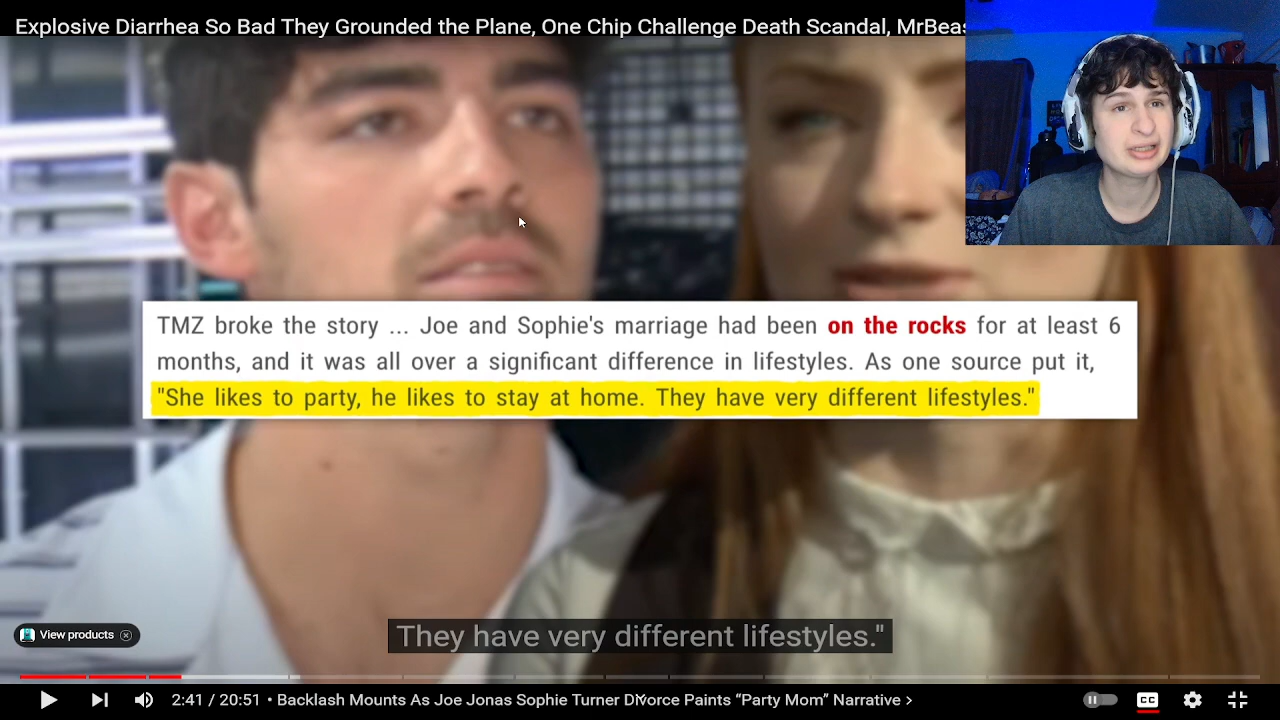 Explosive Diarrhea So Bad They Grounded the Plane, One Chip Challenge Death Scandal, MrBeas
TMZ broke the story ... Joe and Sophie's marriage had been on the rocks for at least 6
months, and it was all over a significant difference in lifestyles. As one source put it,
"She likes to party, he likes to stay at home. They have very different lifestyles."
They have very different lifestyles."
View products
2:41 / 20:51 • Backlash Mounts As Joe Jonas Sophie Turner Divorce Paints “Party Mom” Narrative >
CC